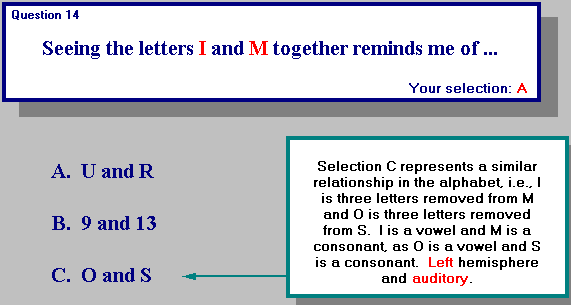 Question 14
Seeing the letters I and M together reminds me of ...
Your selection: A
A. U and R
B. 9 and 13
C. O and S
Selection C represents a similar
relationship in the alphabet, i.e., I
is three letters removed from M
and O is three letters removed
from S. I is a vowel and M is a
consonant, as O is a vowel and S
is a consonant. Left hemisphere
and auditory.